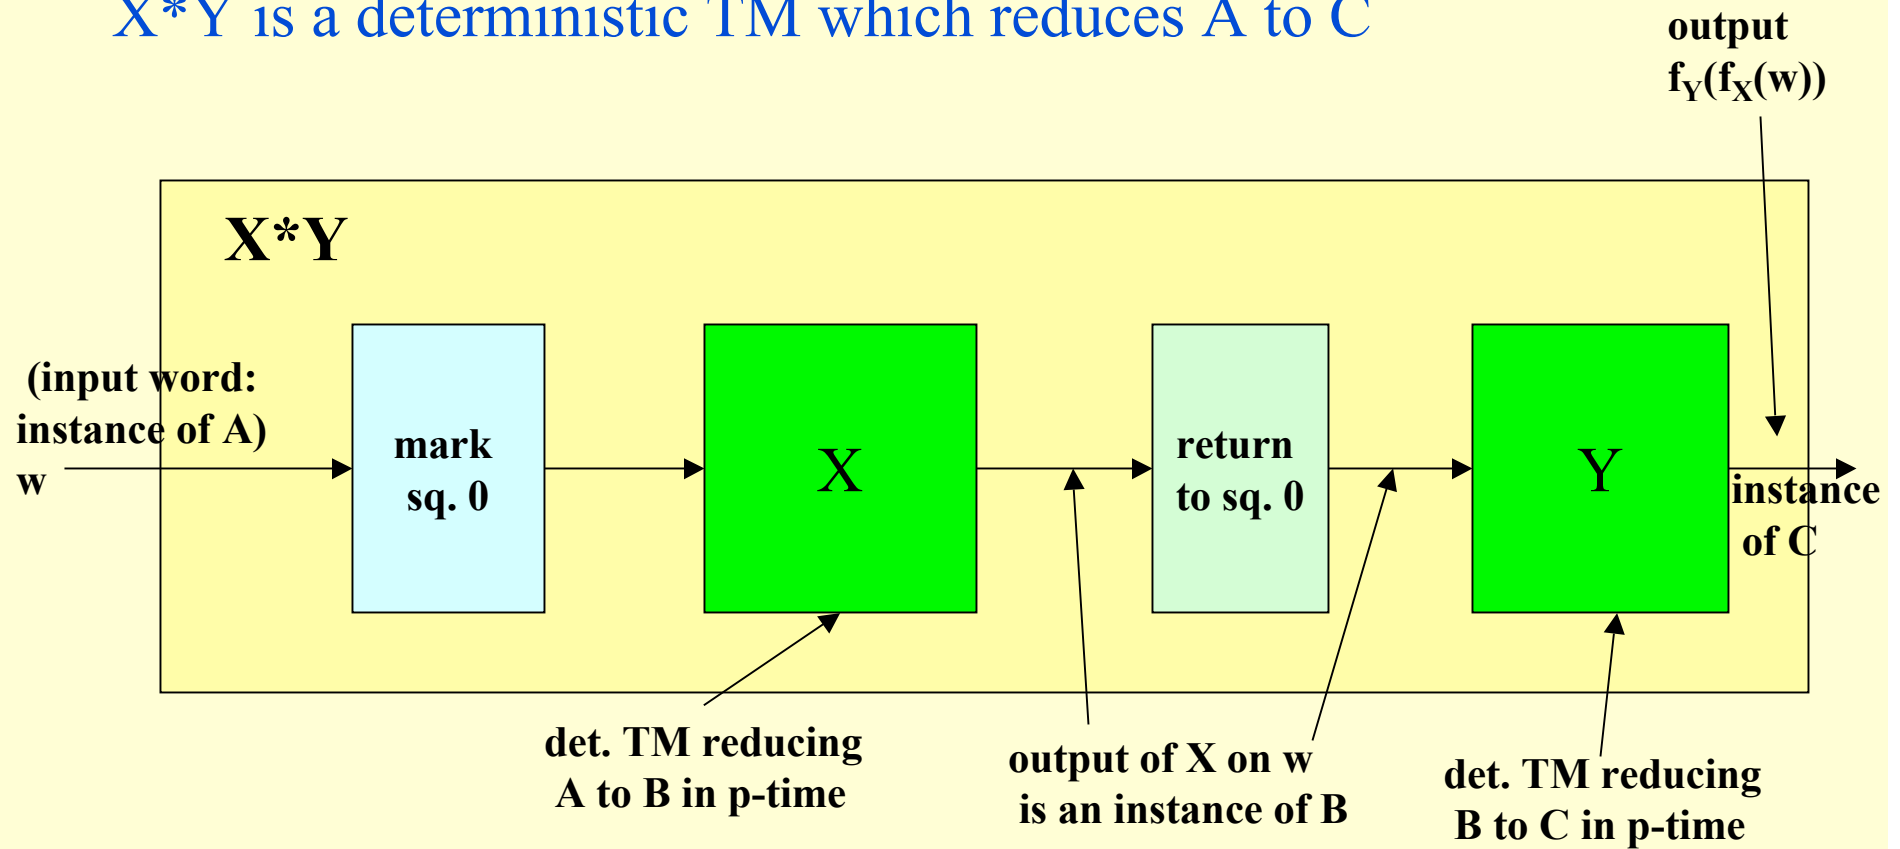 X*Y is a deterministic TM which reduces A to C
output
fY(fX(w))
X*Y
(input word:
instance of A)
w
mark
sq. 0
X
return
to sq. 0
Y
instance
of C
det. TM reducing
A to B in p-time
output of X on w
is an instance of B
det. TM reducing
B to C in p-time